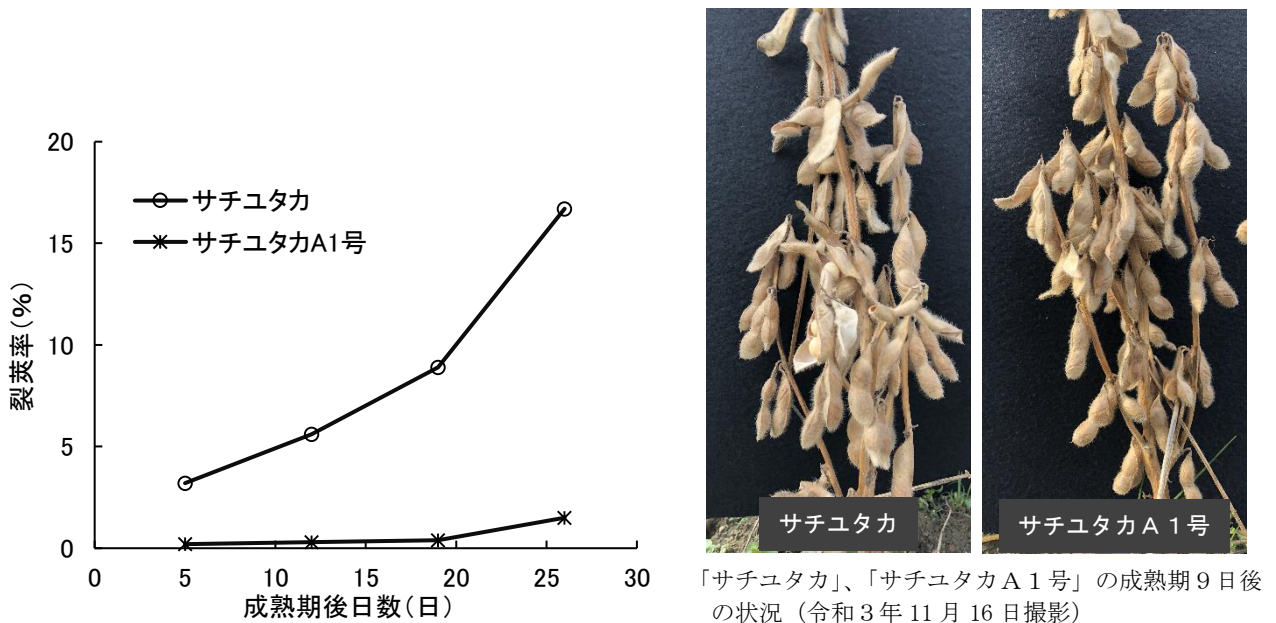 20
15
10
5
0
裂莢率(%)
サチユタカ
サチユタカA1号
0 5 10 15 20 25 30
成熟期後日数(日)
サチユタカ
サチユタカA 1号
「サチユタカ」、「サチユタカA1号」の成熟期9日後
の状況（令和3年 11 月 16 日撮影）